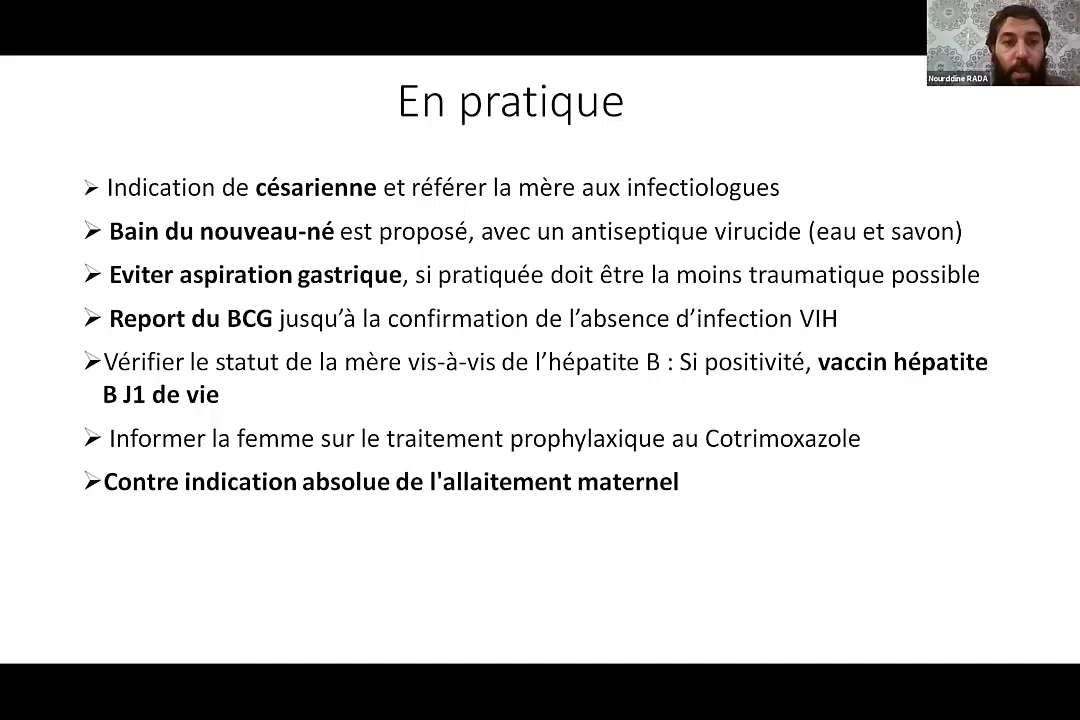 Nourddine RADA
En pratique
➢ Indication de césarienne et référer la mère aux infectiologues
➢ Bain du nouveau-né est proposé, avec un antiseptique virucide (eau et savon)
➢ Eviter aspiration gastrique, si pratiquée doit être la moins traumatique possible
➢ Report du BCG jusqu’à la confirmation de l’absence d’infection VIH
➢Vérifier le statut de la mère vis-à-vis de l’hépatite B : Si positivité, vaccin hépatite
B J1 de vie
➢ Informer la femme sur le traitement prophylaxique au Cotrimoxazole
➢Contre indication absolue de l'allaitement maternel